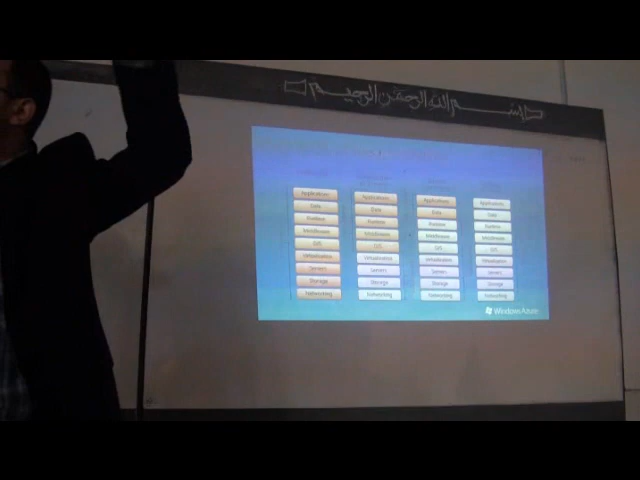 بسم الله الرحمن الرحيم
Applications Applications Applications Applications
Data Data Data Data
Runtime Runtime Runtime Runtime
Middleware Middleware Middleware Middleware
O/S O/S O/S O/S
Virtualization Virtualization Virtualization Virtualization
Servers Servers Servers Servers
Storage Storage Storage Storage
Networking Networking Networking Networking
Windows Azure